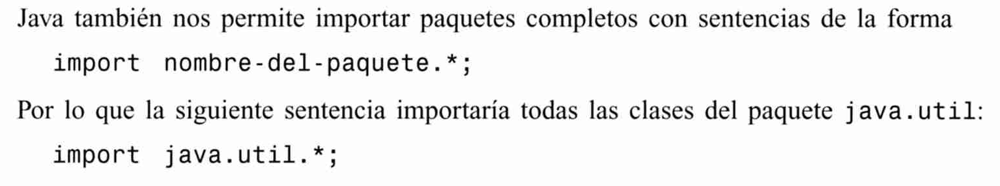 Java también nos permite importar paquetes completos con sentencias de la forma
import nombre-del-paquete.*;
Por lo que la siguiente sentencia importaría todas las clases del paquete java.util:
import java.util.*;